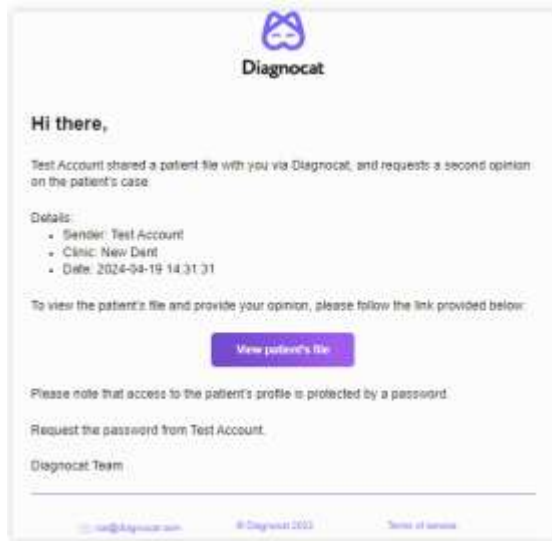 Diagnocat
Hi there,
Test Account shared a patient file with you via Diagnocat, and requests a second opinion
on the patient's case
Details:
• Sender: Test Account
• Clinic: New Dent
• Date: 2024-04-19 14:31:31
To view the patient's file and provide your opinion, please follow the link provided below:
View patient's file
Please note that access to the patient's profile is protected by a password.
Request the password from Test Account.
Diagnocat Team
© Diagnocat 2023
Terms of service